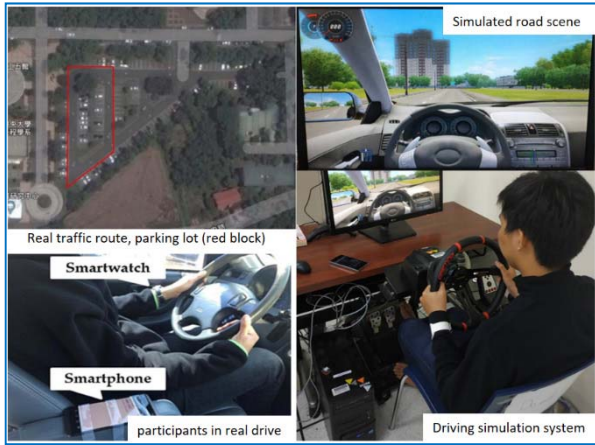 Simulated road scene
Real traffic route, parking lot (red block)
Smartwatch
Smartphone
participants in real drive
Driving simulation system